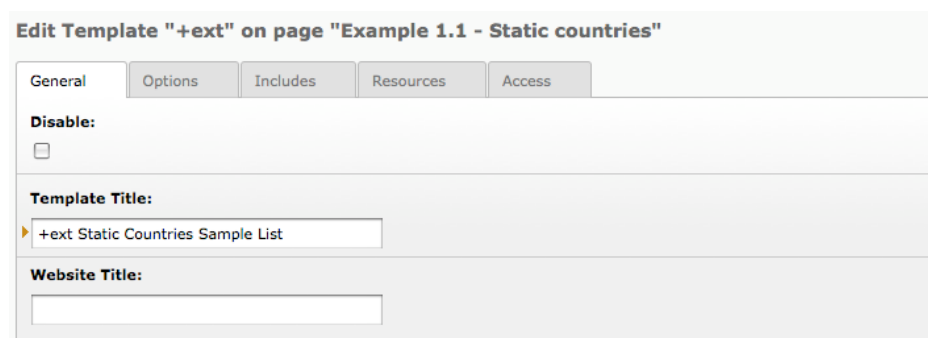 Edit Template "+ext" on page "Example 1.1 - Static countries"
General Options Includes Resources Access
Disable:
Template Title:
+ext Static Countries Sample List
Website Title: